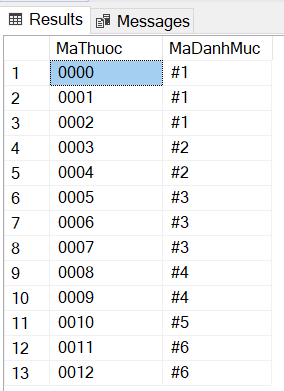 Results Messages
MaThuoc MaDanhMuc
1 0000 #1
2 0001 #1
3 0002 #1
4 0003 #2
5 0004 #2
6 0005 #3
7 0006 #3
8 0007 #3
9 0008 #4
10 0009 #4
11 0010 #5
12 0011 #6
13 0012 #6